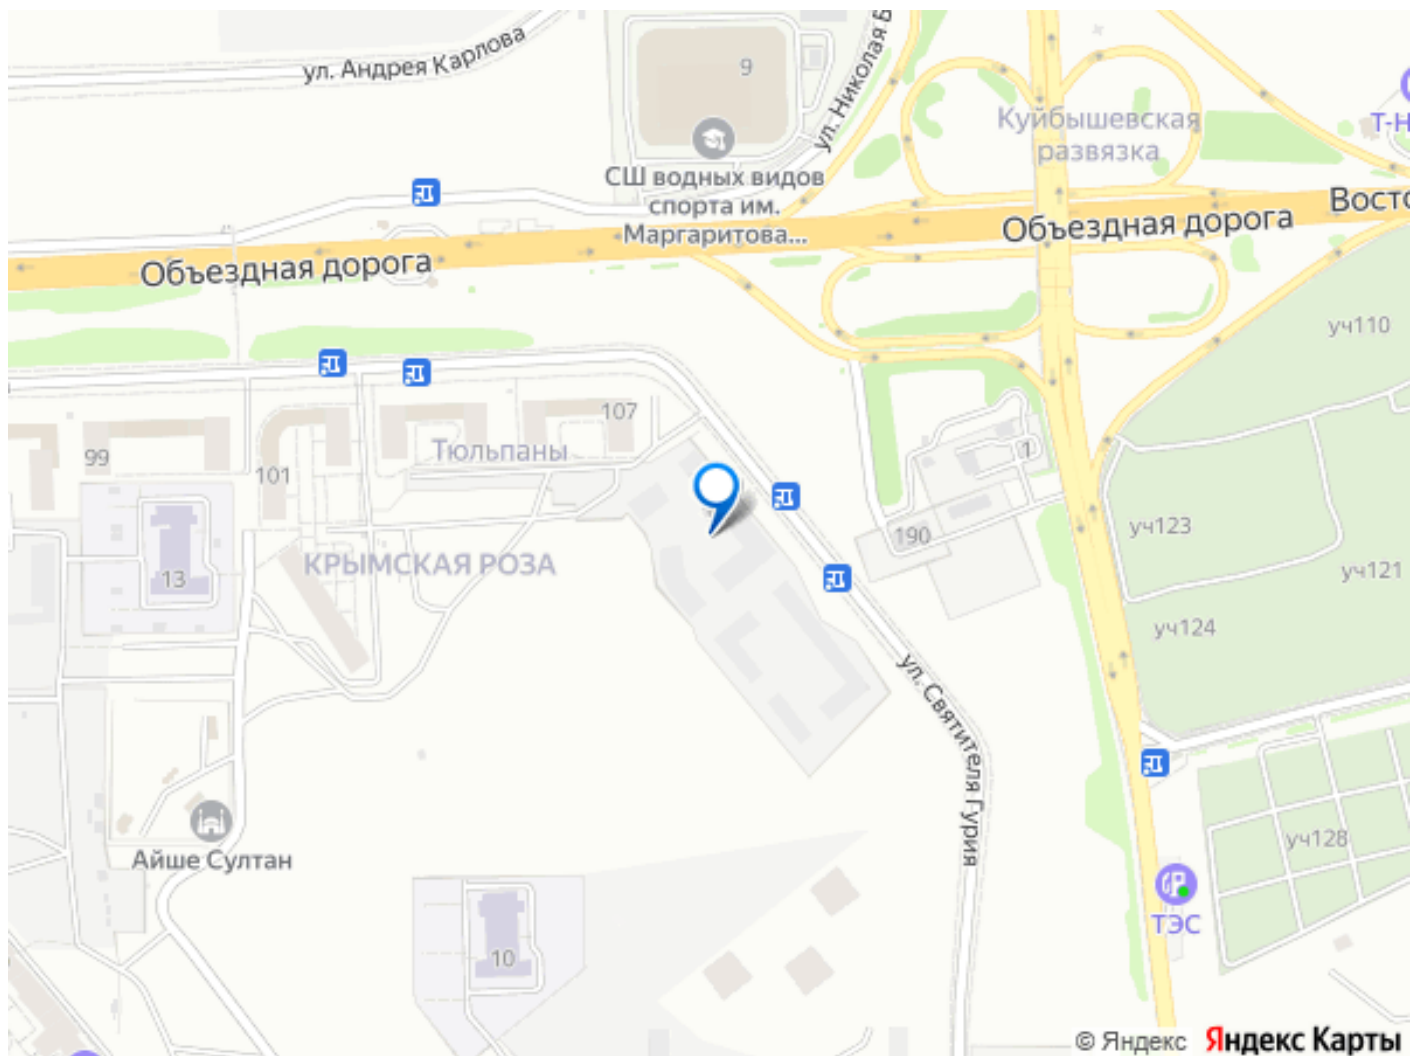 ул. Андрея Карлова
9
ул. Николая Б
Куйбышевская
развязка
Т-Н
СШ водных видов
спорта им.
Маргаритова...
Восто
Объездная дорога
Объездная дорога
уч110
107
Тюльпаны
99
101
1
190
уч123
КРЫМСКАЯ РОЗА
13
уч121
уч124
ул. Святителя Гурия
уч128
Айше Султан
ТЭС
10
© Яндекс Яндекс Карты